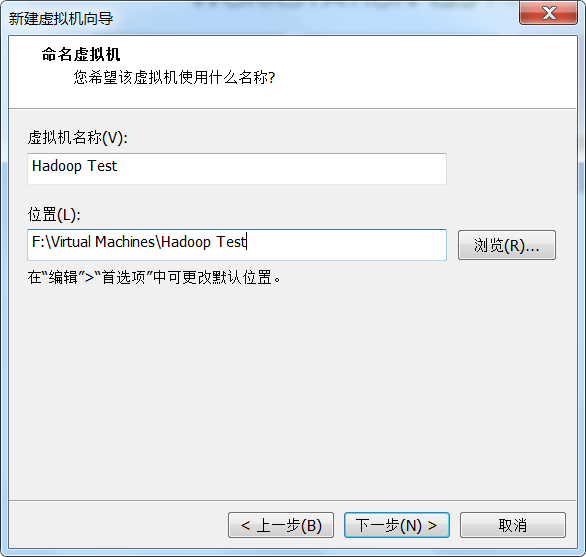 新建虚拟机向导
命名虚拟机
您希望该虚拟机使用什么名称?
虚拟机名称(V):
Hadoop Test
位置(L):
F:\Virtual Machines\Hadoop Test
浏览(R)...
在“编辑”>“首选项”中可更改默认位置。
< 上一步(B)
下一步(N) >
取消